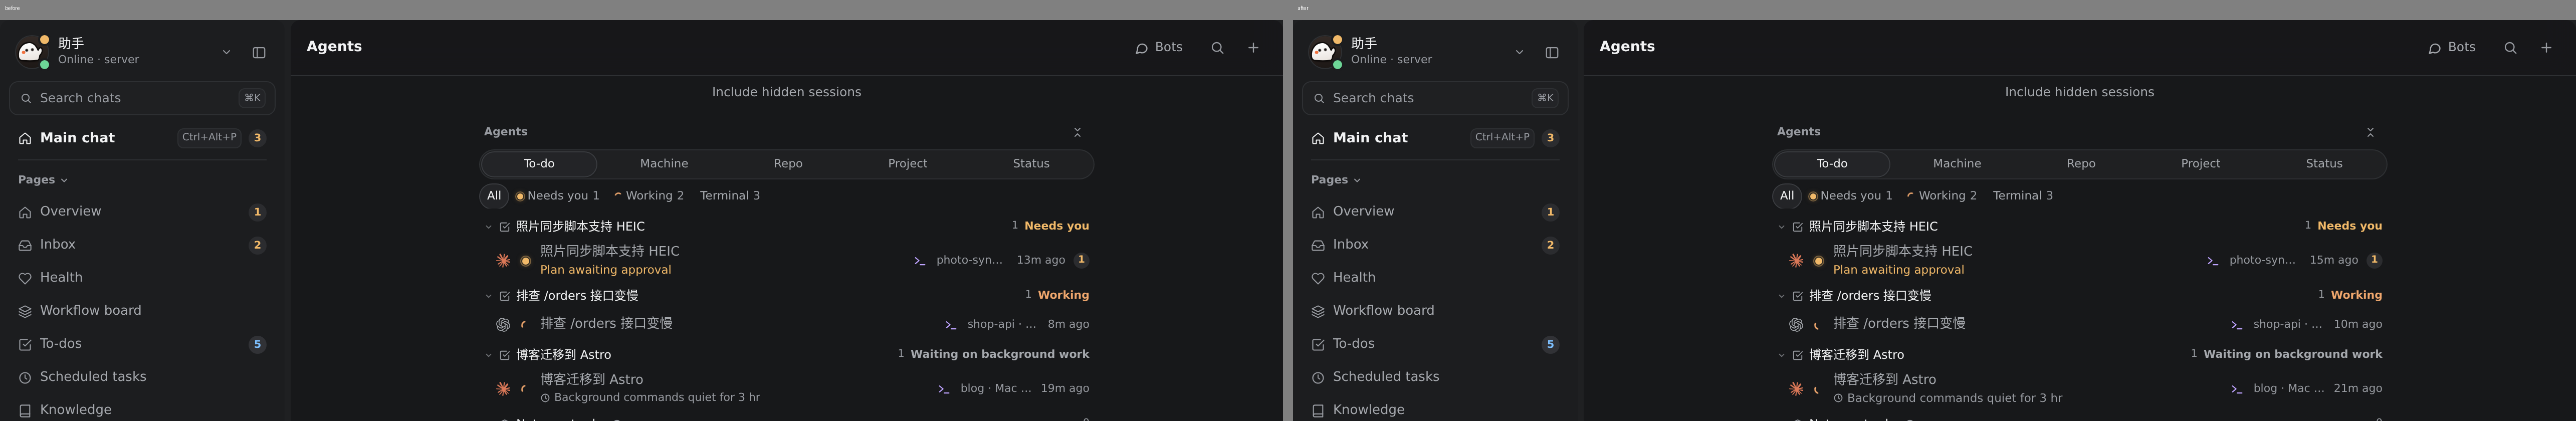 before
助手
Online · server
Search chats
⌘K
Main chat
Ctrl+Alt+P
3
Pages
Overview
1
Inbox
2
Health
Workflow board
To-dos
5
Scheduled tasks
Knowledge
Agents
Bots
Include hidden sessions
Agents
To-do Machine Repo Project Status
All Needs you 1 Working 2 Terminal 3
照片同步脚本支持 HEIC 1 Needs you
照片同步脚本支持 HEIC
Plan awaiting approval
photo-syn... 13m ago 1
排查 /orders 接口变慢 1 Working
排查 /orders 接口变慢 shop-api · ... 8m ago
博客迁移到 Astro 1 Waiting on background work
博客迁移到 Astro
Background commands quiet for 3 hr
blog · Mac ... 19m ago
after
助手
Online · server
Search chats
⌘K
Main chat
Ctrl+Alt+P
3
Pages
Overview
1
Inbox
2
Health
Workflow board
To-dos
5
Scheduled tasks
Knowledge
Agents
Bots
Include hidden sessions
Agents
To-do Machine Repo Project Status
All Needs you 1 Working 2 Terminal 3
照片同步脚本支持 HEIC 1 Needs you
照片同步脚本支持 HEIC
Plan awaiting approval
photo-syn... 15m ago 1
排查 /orders 接口变慢 1 Working
排查 /orders 接口变慢 shop-api · ... 10m ago
博客迁移到 Astro 1 Waiting on background work
博客迁移到 Astro
Background commands quiet for 3 hr
blog · Mac ... 21m ago